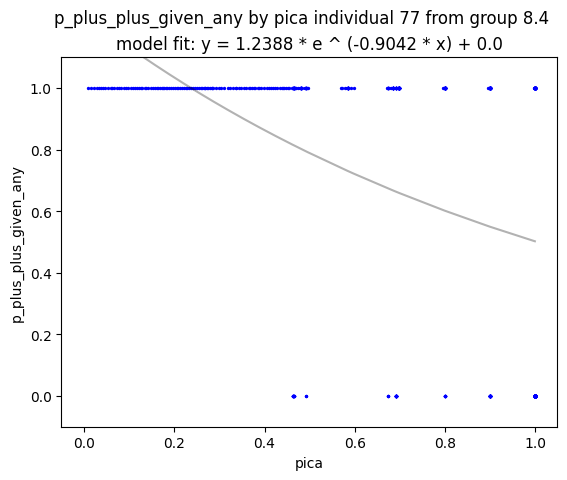 p_plus_plus_given_any by pica individual 77 from group 8.4
model fit: y = 1.2388 * e ^ (-0.9042 * x) + 0.0
p_plus_plus_given_any
1.0
0.8
0.6
0.4
0.2
0.0
0.0 0.2 0.4 0.6 0.8 1.0
pica